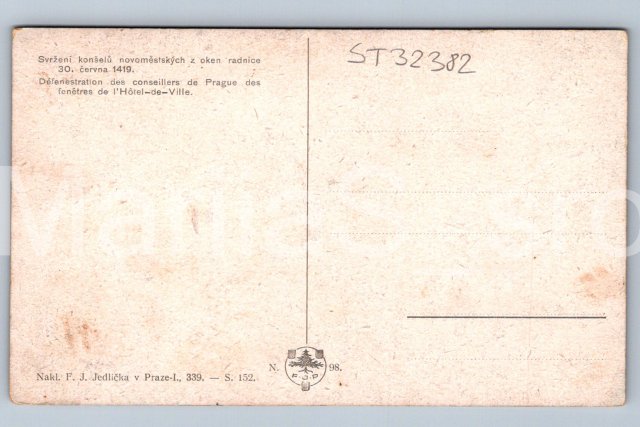 Svržení konšelů novoměstských z oken radnice
30. června 1419.
Défenestration des conseillers de Prague des
fenêtres de l'Hôtel-de-Ville.
ST32382
Nakl. F. J. Jedlička v Praze-I., 339. — S. 152.
N. 98.
F. J. P.